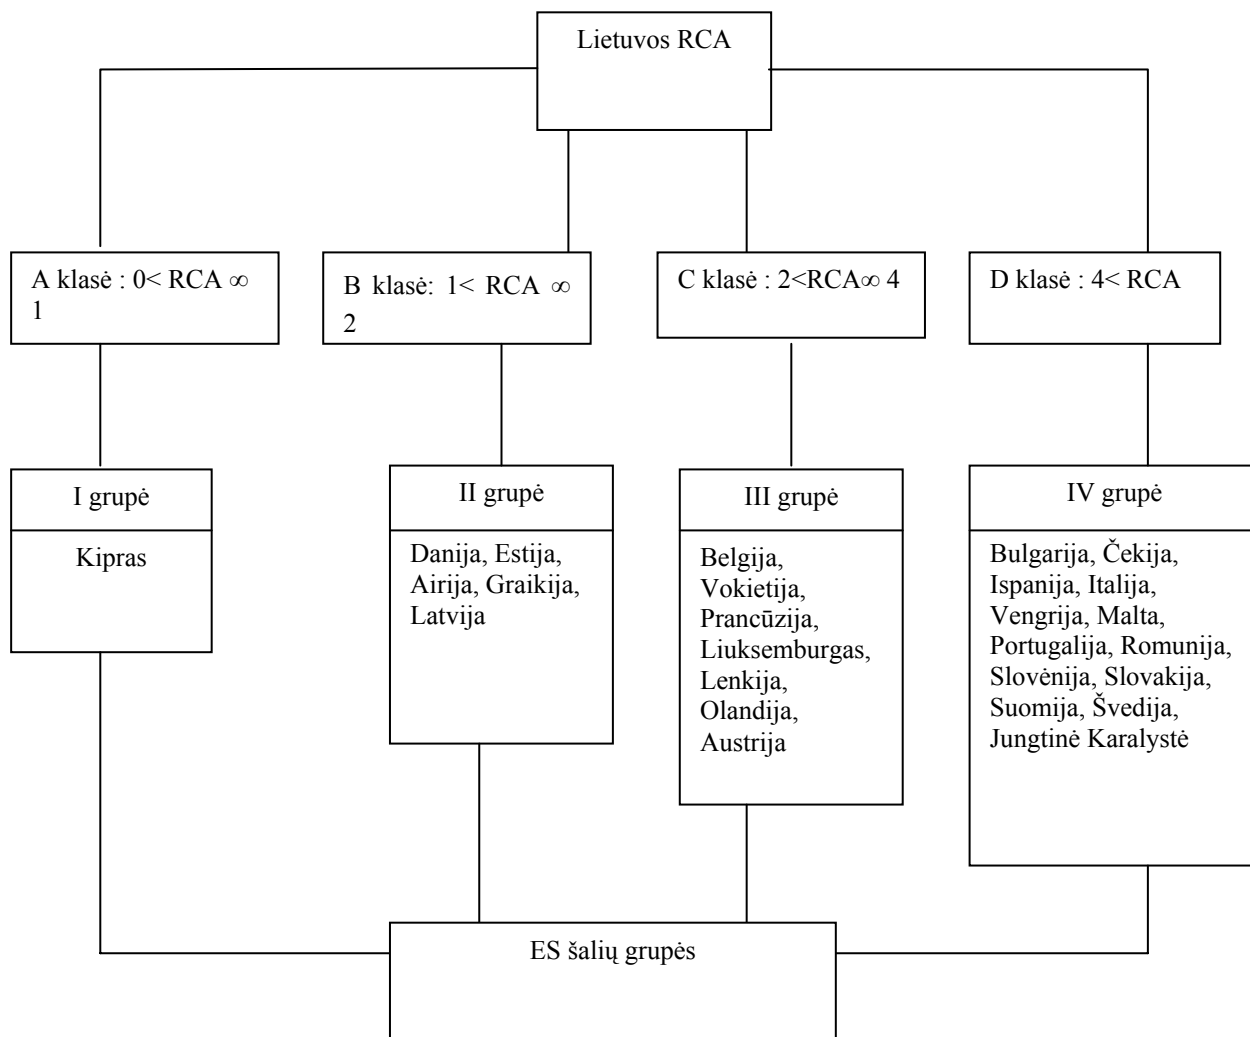 Lietuvos RCA
A klasė : 0< RCA ∞
1
B klasė: 1< RCA ∞
2
C klasė : 2<RCA∞ 4
D klasė : 4< RCA
I grupė
Kipras
II grupė
Danija, Estija,
Airija, Graikija,
Latvija
III grupė
Belgija,
Vokietija,
Prancūzija,
Liuksemburgas,
Lenkija,
Olandija,
Austrija
IV grupė
Bulgarija, Čekija,
Ispanija, Italija,
Vengrija, Malta,
Portugalija, Romunija,
Slovėnija, Slovakija,
Suomija, Švedija,
Jungtinė Karalystė
ES šalių grupės